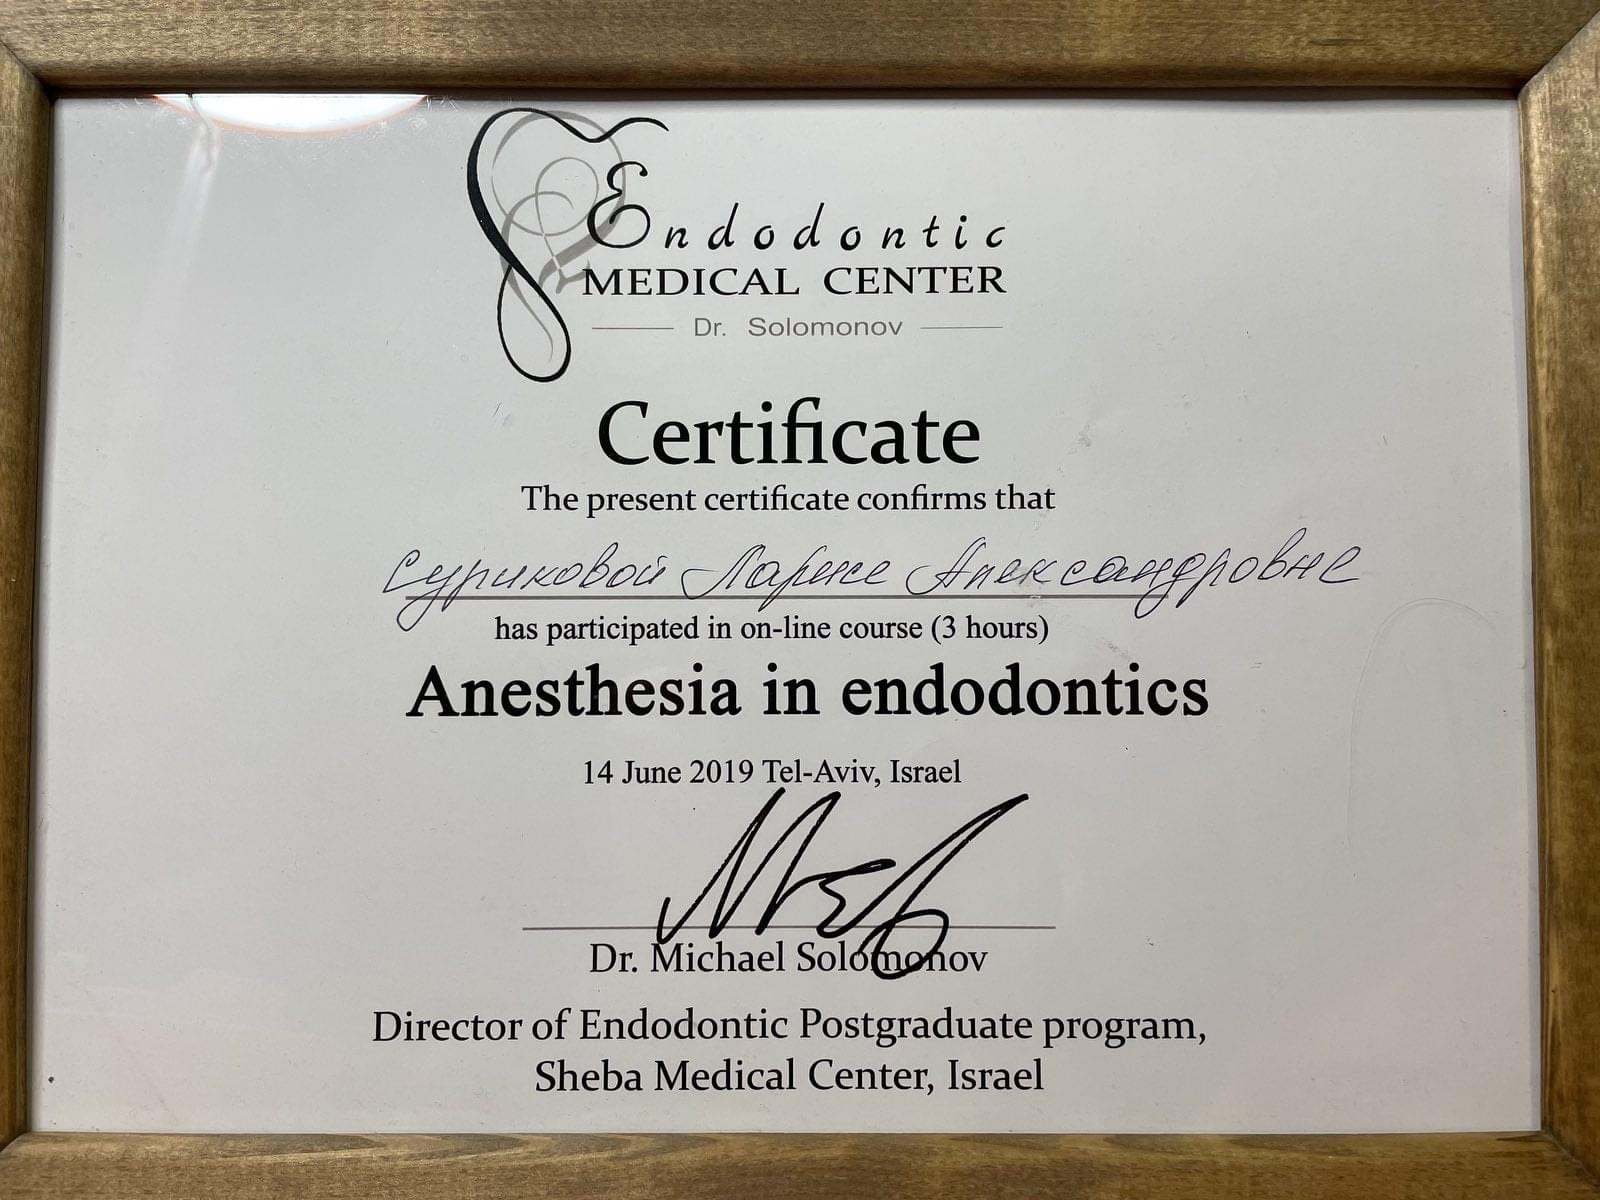 Endodontic
MEDICAL CENTER
Dr. Solomonov
Certificate
The present certificate confirms that
Суриковой Ларисе Александровне
has participated in on-line course (3 hours)
Anesthesia in endodontics
14 June 2019 Tel-Aviv, Israel
Dr. Michael Solomonov
Director of Endodontic Postgraduate program,
Sheba Medical Center, Israel